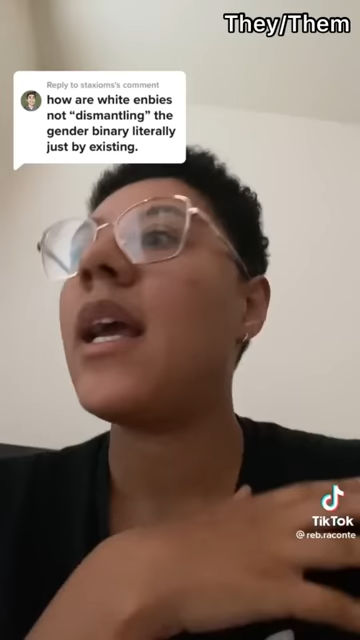 They/Them
Reply to staxioms's comment
how are white enbies
not “dismantling” the
gender binary literally
just by existing.
TikTok
@ reb.raconte